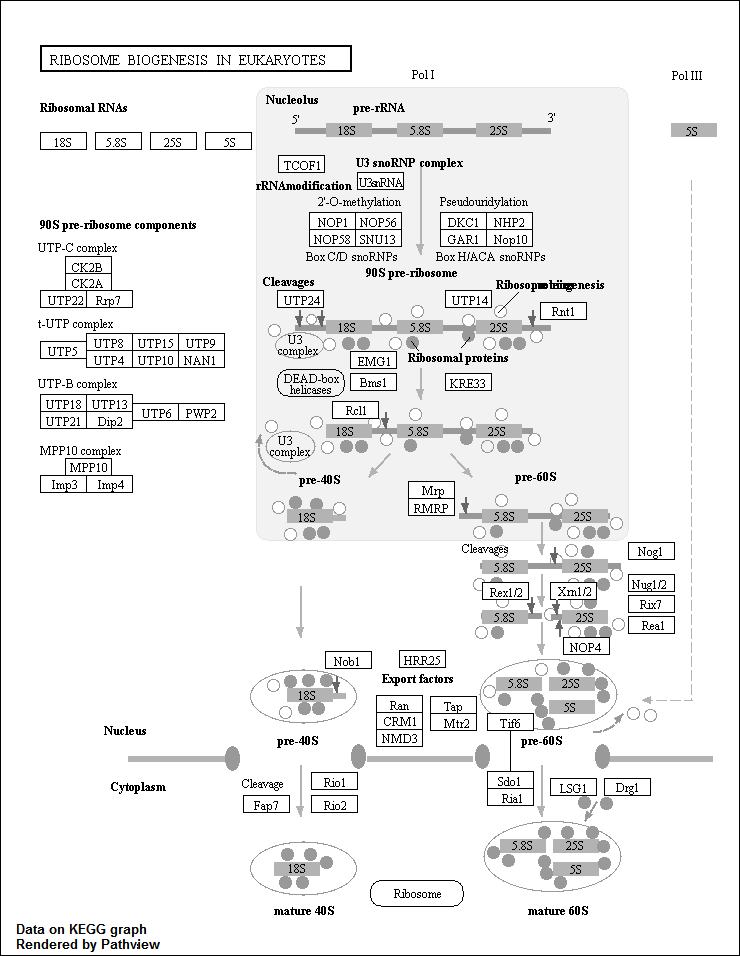 RIBOSOME BIOGENESIS IN EUKARYOTES
Pol I
Pol III
Ribosomal RNAs
Nucleolus
pre-rRNA
5'
3'
18S
5.8S
25S
5S
18S
5.8S
25S
5S
TCOF1
U3 snoRNP complex
U3snRNA
rRNAmodification
2'-O-methylation
Pseudouridylation
NOP1
NOP56
NOP58
SNU13
DKC1
NHP2
GAR1
Nop10
Box C/D snoRNPs
Box H/ACA snoRNPs
90S pre-ribosome components
UTP-C complex
CK2B
CK2A
UTP22
Rrp7
t-UTP complex
UTP5
UTP8
UTP15
UTP9
UTP4
UTP10
NAN1
UTP-B complex
UTP18
UTP13
UTP21
Dip2
UTP6
PWP2
MPP10 complex
MPP10
Imp3
Imp4
90S pre-ribosome
Cleavages
UTP24
UTP14
Rnt1
18S
5.8S
25S
U3
complex
Ribosomal proteins
EMG1
Bms1
DEAD-box
helicases
KRE33
Rcl1
18S
5.8S
25S
U3
complex
pre-40S
pre-60S
18S
Mrp
RMRP
5.8S
25S
Cleavages
Nog1
5.8S
25S
Rex1/2
Xrn1/2
Nug1/2
Rix7
Rea1
5.8S
25S
NOP4
Nob1
HRR25
Export factors
18S
Ran
CRM1
NMD3
Tap
Mtr2
5.8S
25S
5S
Tif6
pre-40S
pre-60S
Nucleus
Cytoplasm
Cleavage
Fap7
Rio1
Rio2
Sdo1
Ria1
LSG1
Drg1
18S
5.8S
25S
5S
Ribosome
mature 40S
mature 60S
Data on KEGG graph
Rendered by Pathview